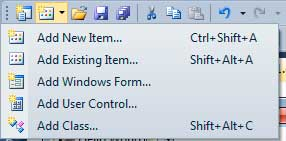 Add New Item... Ctrl+Shift+A
Add Existing Item... Shift+Alt+A
Add Windows Form...
Add User Control...
Add Class... Shift+Alt+C